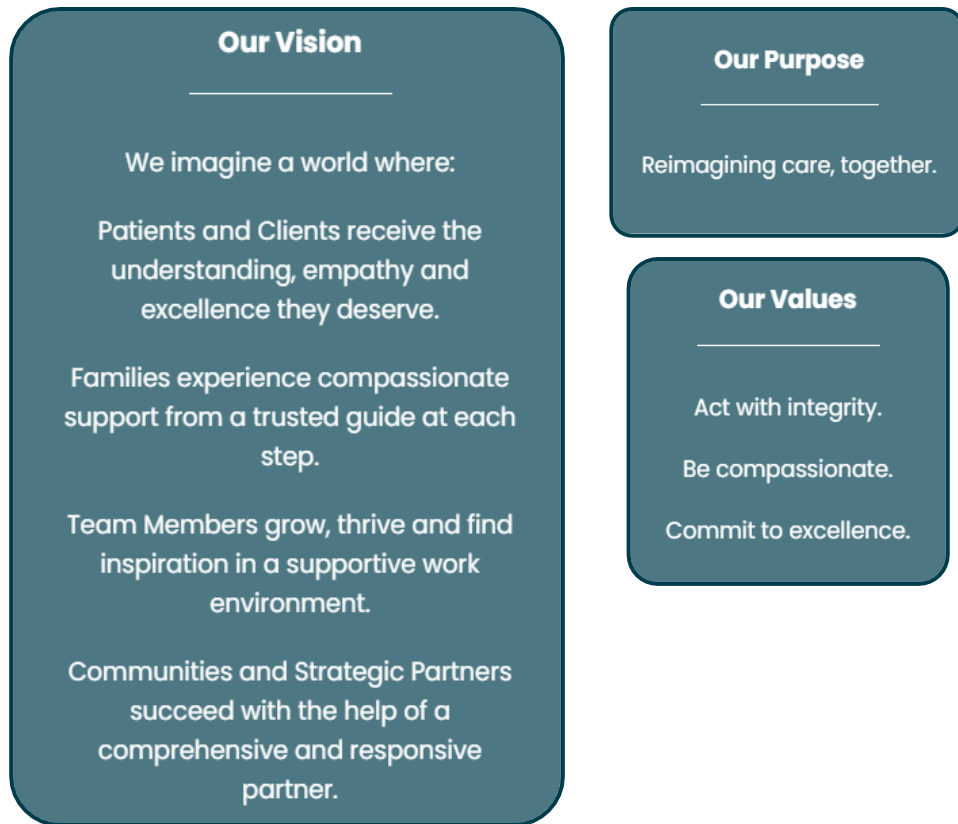 Our Vision
We imagine a world where:
Patients and Clients receive the
understanding, empathy and
excellence they deserve.
Families experience compassionate
support from a trusted guide at each
step.
Team Members grow, thrive and find
inspiration in a supportive work
environment.
Communities and Strategic Partners
succeed with the help of a
comprehensive and responsive
partner.
Our Purpose
Reimagining care, together.
Our Values
Act with integrity.
Be compassionate.
Commit to excellence.